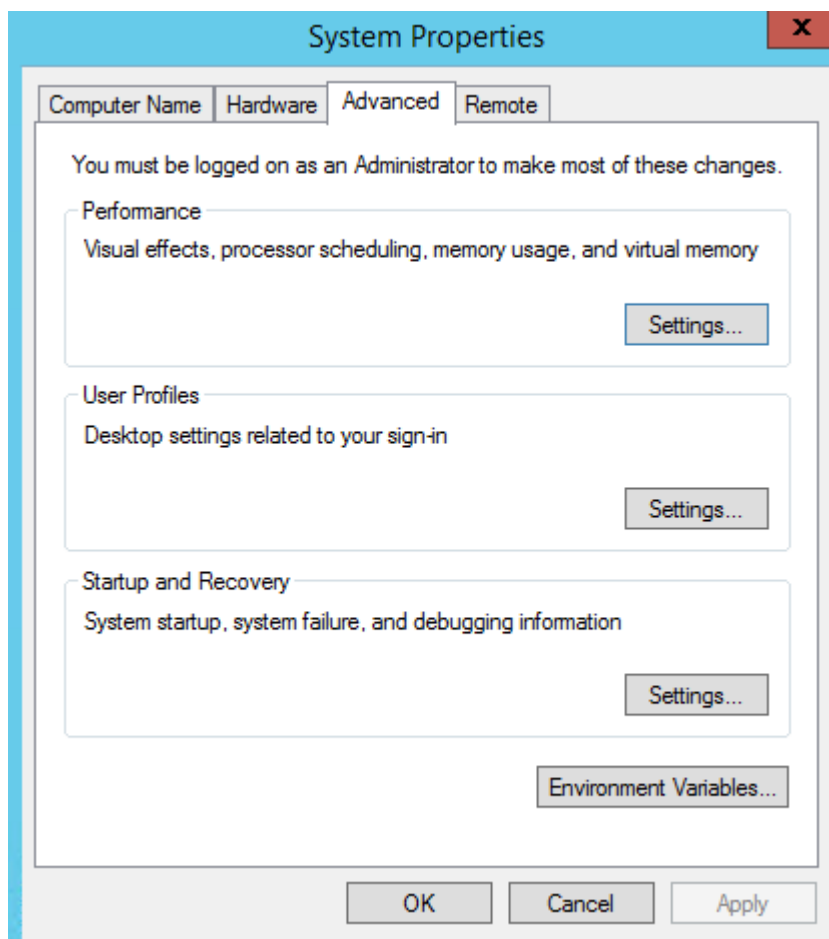 System Properties
x
Computer Name
Hardware
Advanced
Remote
You must be logged on as an Administrator to make most of these changes.
Performance
Visual effects, processor scheduling, memory usage, and virtual memory
Settings...
User Profiles
Desktop settings related to your sign-in
Settings...
Startup and Recovery
System startup, system failure, and debugging information
Settings...
Environment Variables...
OK
Cancel
Apply